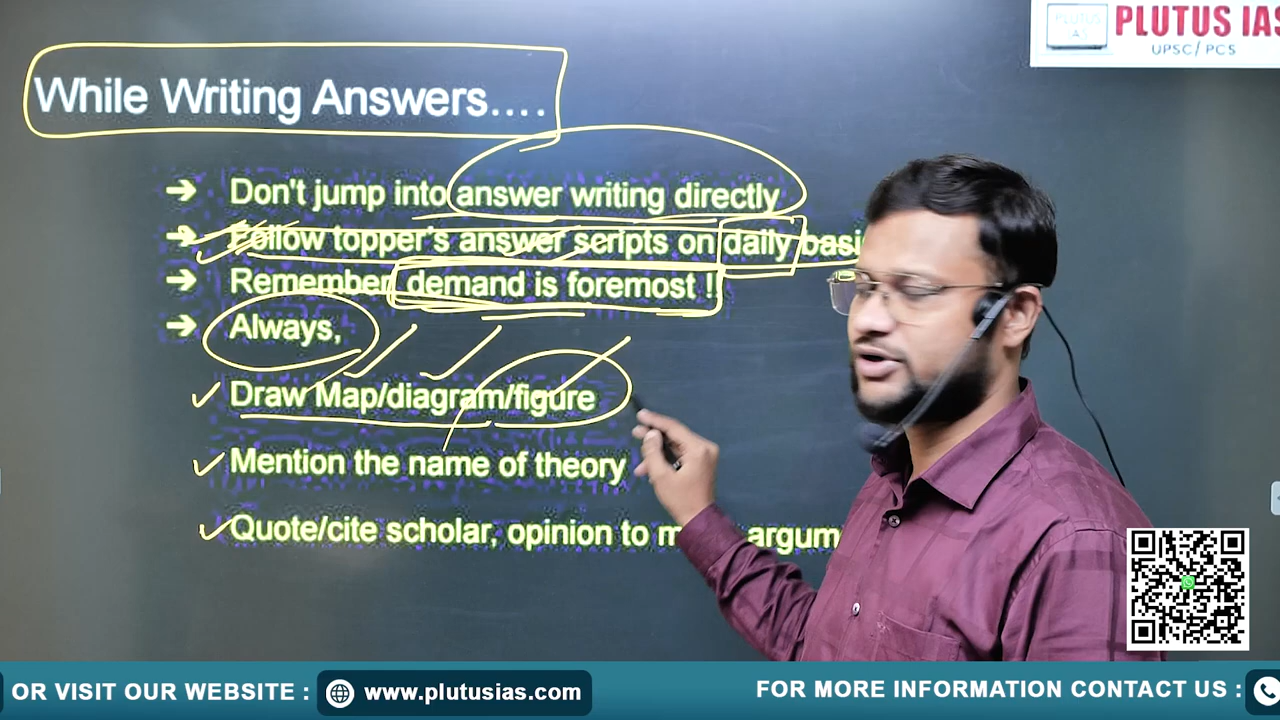 PLUTUS IAS
PLUTUS IAS
UPSC/ PCS
While Writing Answers....
➔ Don't jump into answer writing directly
➔ Follow topper's answer scripts on daily
➔ Remember demand is foremost !!
➔ Always,
Draw Map/diagram/figure
Mention the name of theory
Quote/cite scholar, opinion to
OR VISIT OUR WEBSITE : www.plutusias.com
FOR MORE INFORMATION CONTACT US :